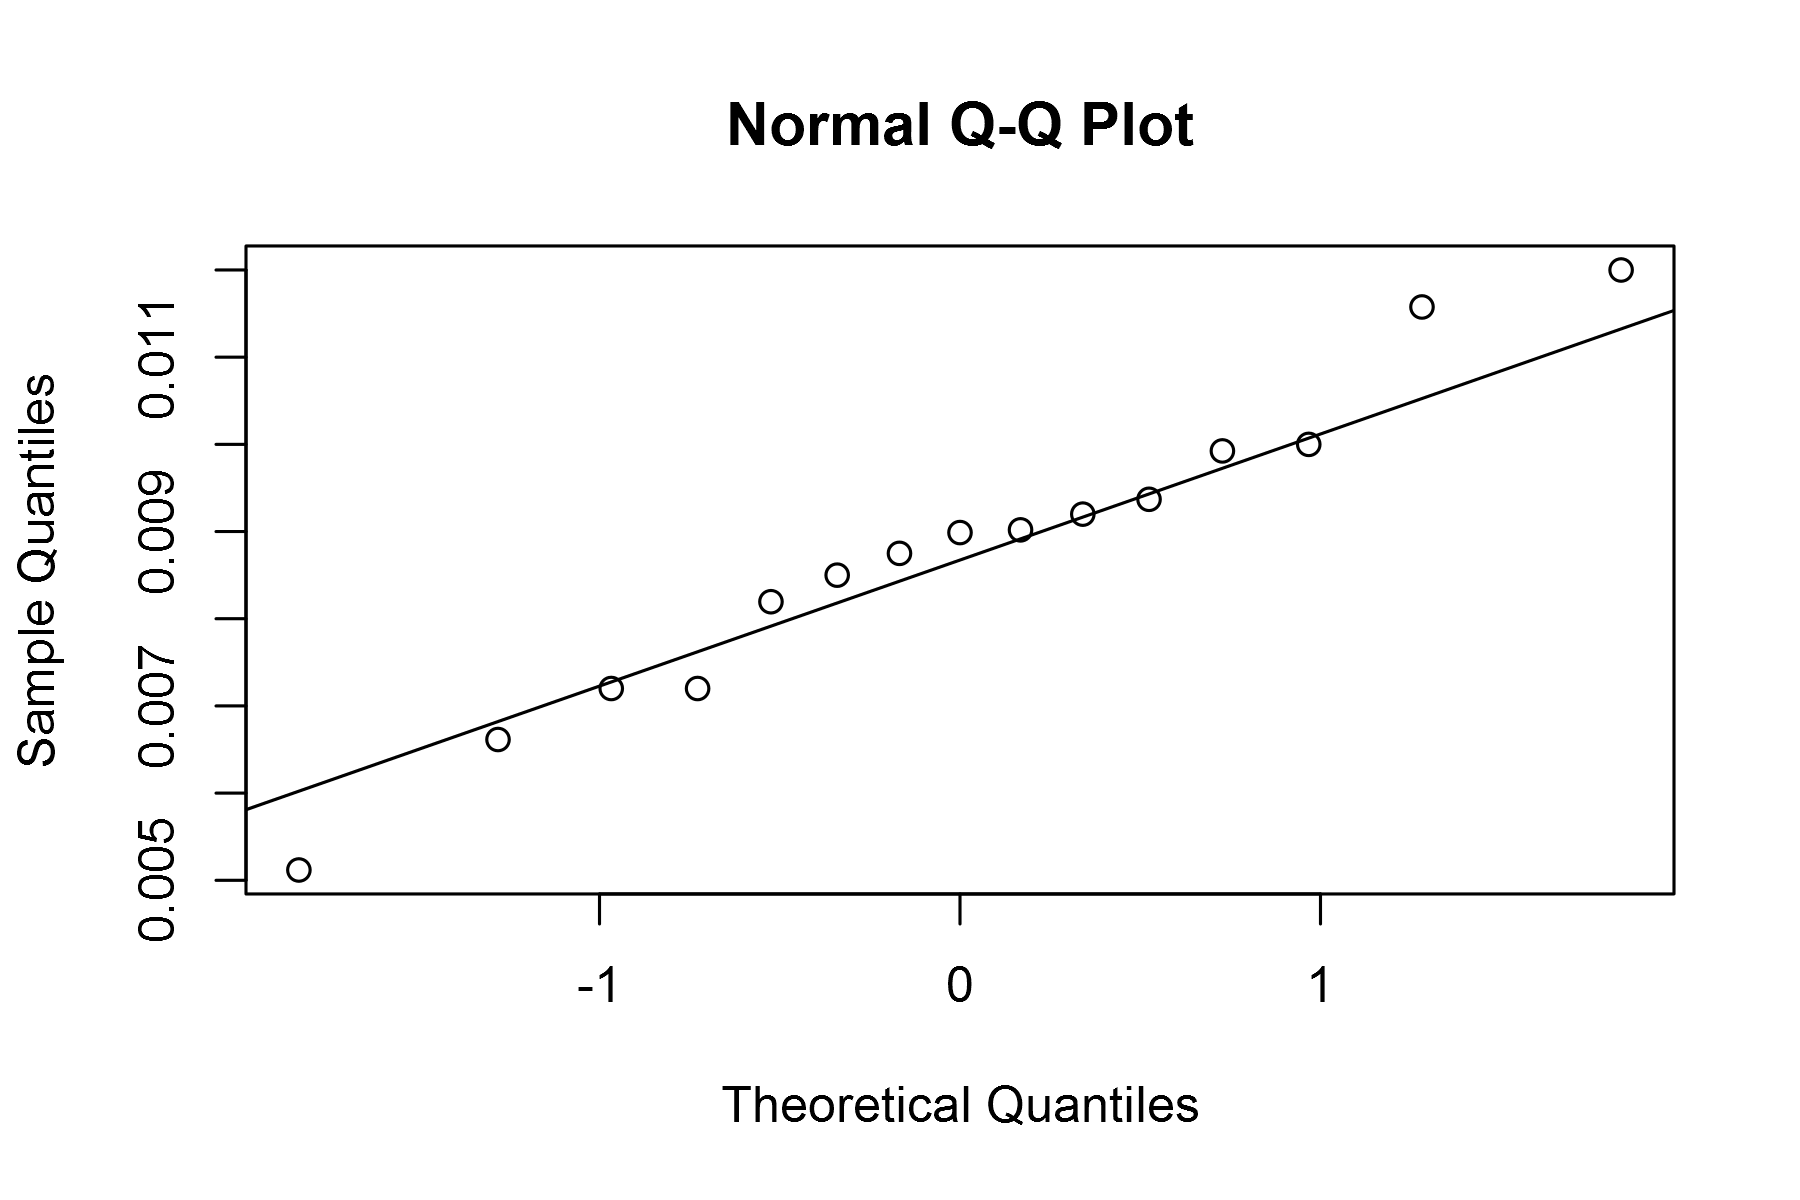 Normal Q-Q Plot
Sample Quantiles
0.011
0.009
0.007
0.005
-1 0 1
Theoretical Quantiles